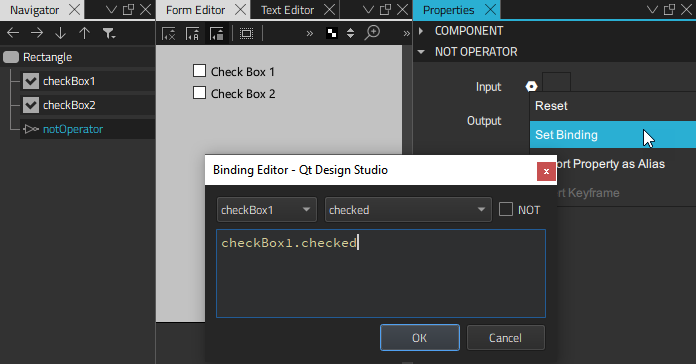 Navigator
Form Editor
Text Editor
Properties
Rectangle
checkBox1
checkBox2
notOperator
A
Check Box 1
Check Box 2
COMPONENT
NOT OPERATOR
Input
Output
Reset
Set Binding
ort Property as Alias
rt Keyframe
Binding Editor - Qt Design Studio
x
checkBox1
checked
NOT
checkBox1.checked
OK
Cancel